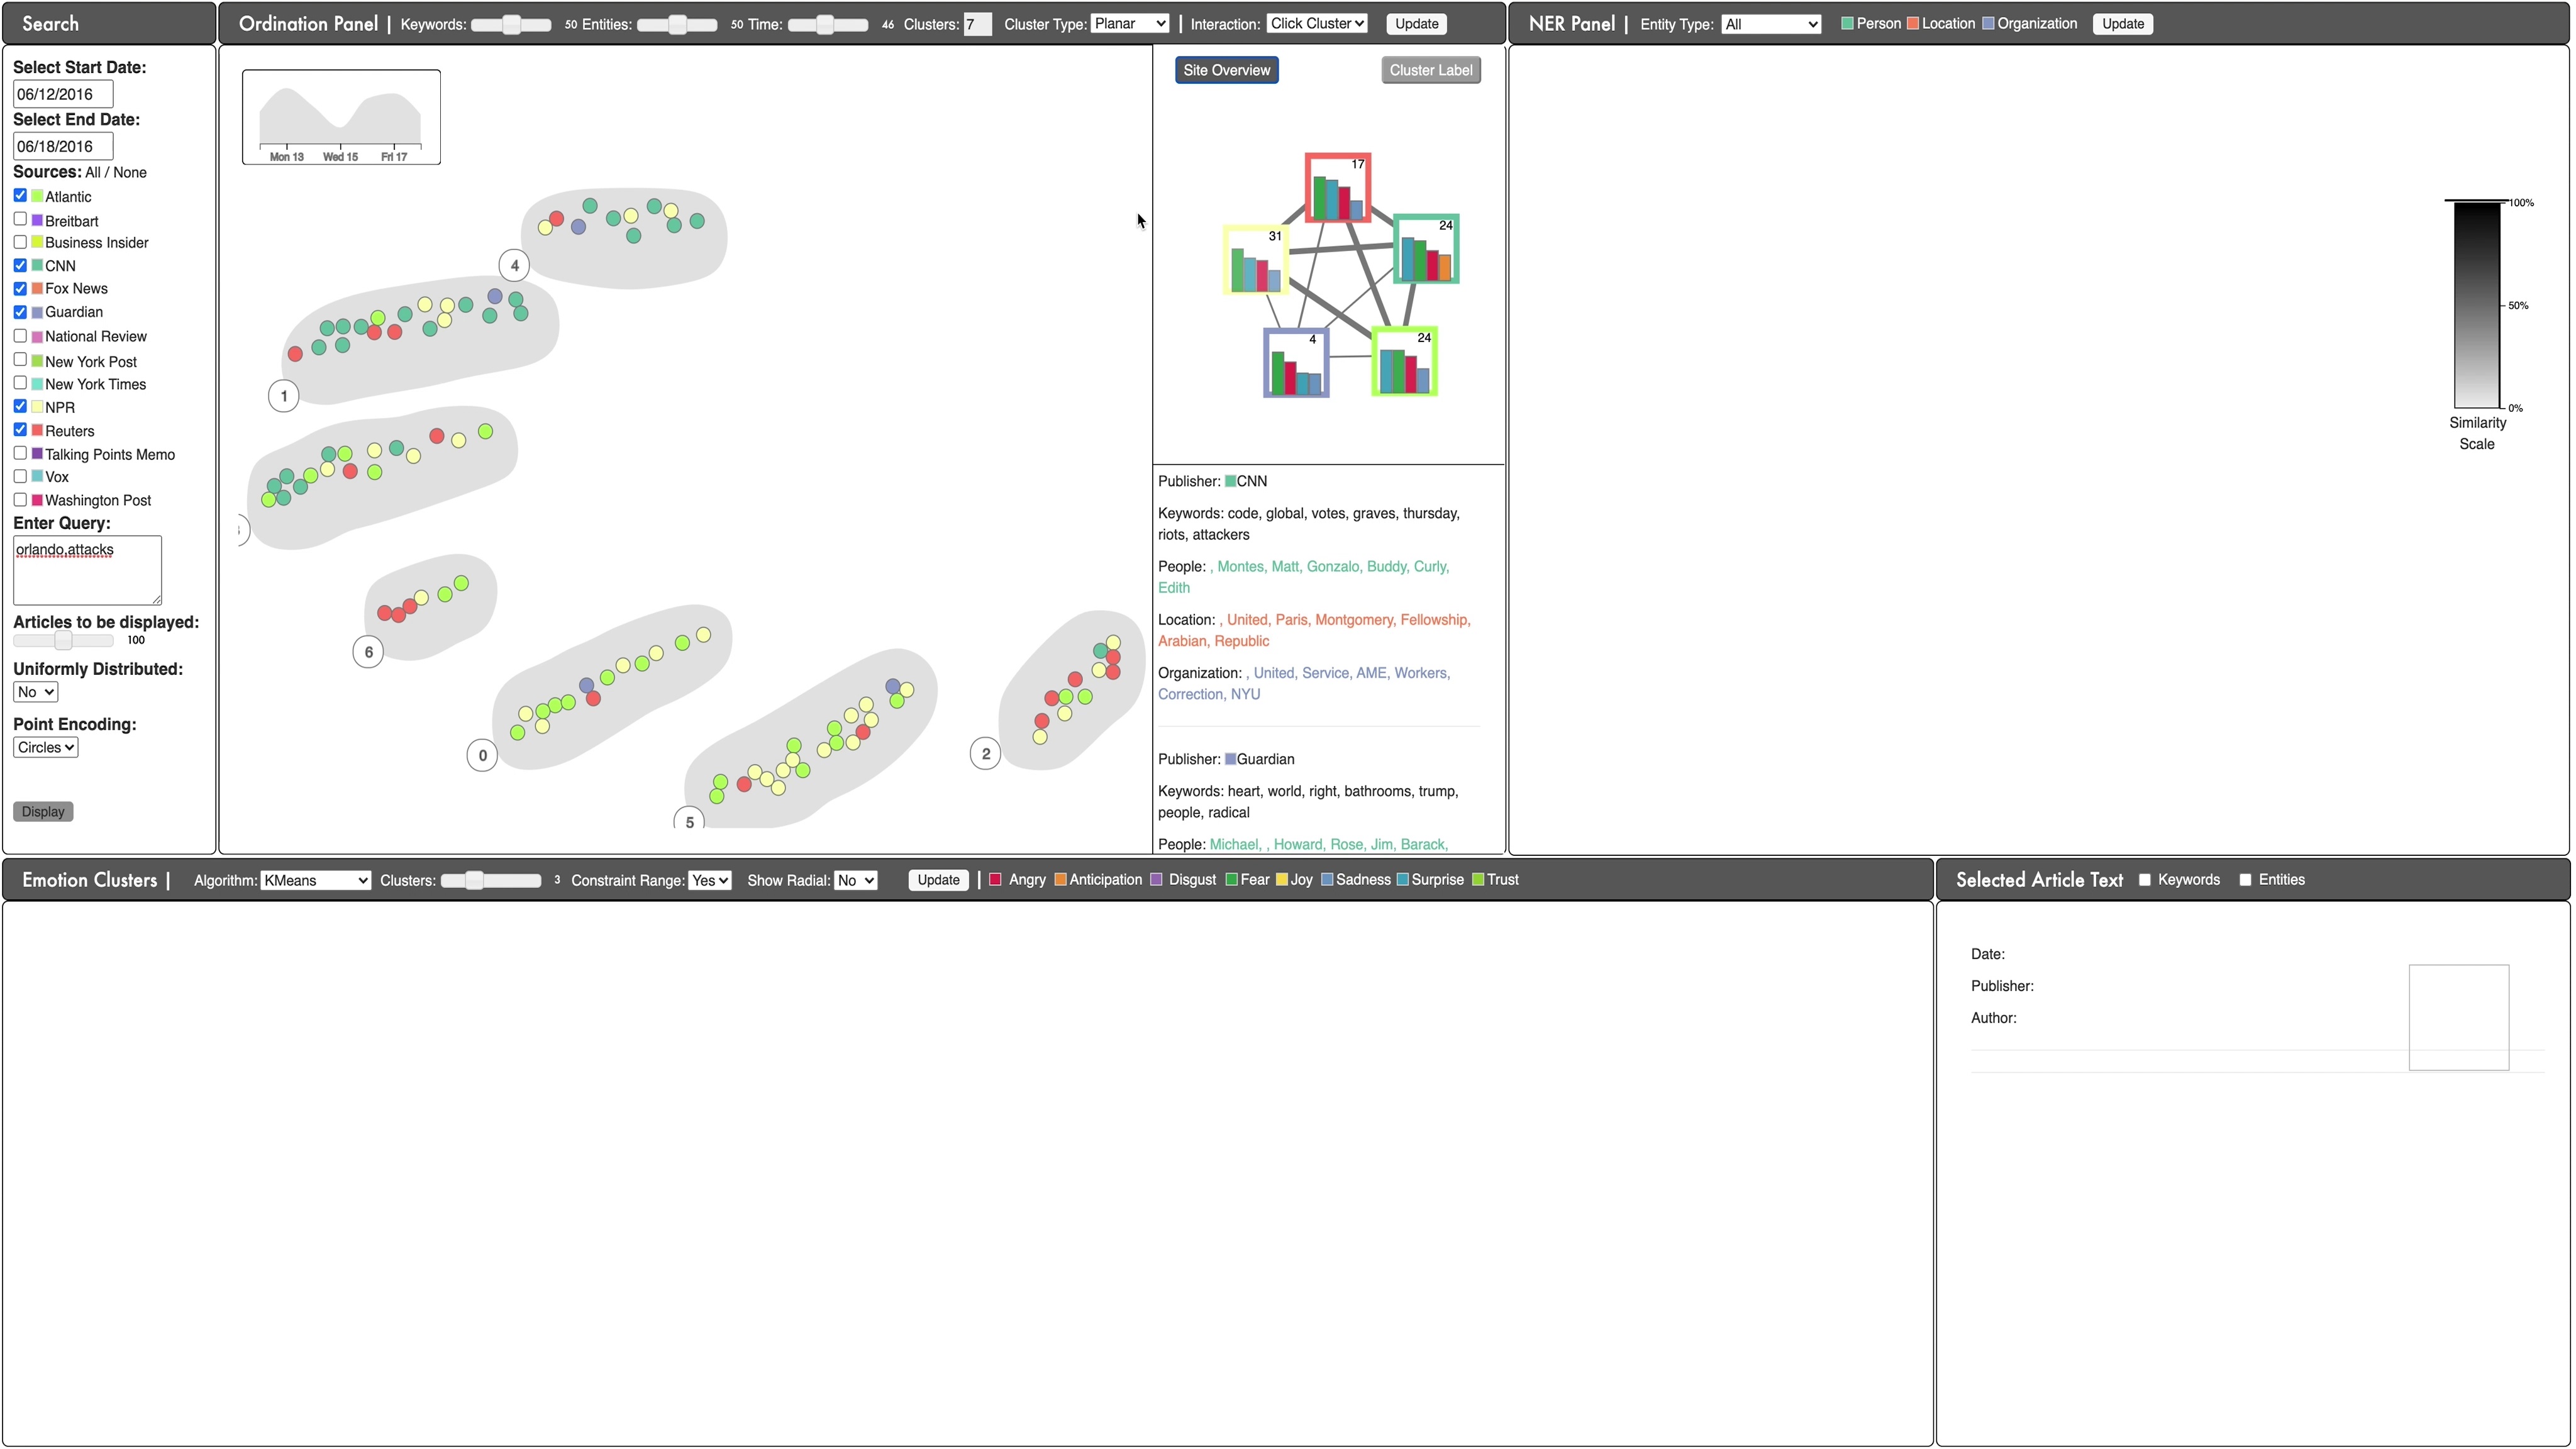 Search
Select Start Date:
06/12/2016
Select End Date:
06/18/2016
Sources: All / None
Atlantic
Breitbart
Business Insider
CNN
Fox News
Guardian
National Review
New York Post
New York Times
NPR
Reuters
Talking Points Memo
Vox
Washington Post
Enter Query:
orlando,attacks
Articles to be displayed:
100
Uniformly Distributed:
No
Point Encoding:
Circles
Display
Ordination Panel | Keywords: 50 Entities: 50 Time: 46 Clusters: 7 Cluster Type: Planar | Interaction: Click Cluster Update
Mon 13 Wed 15 Fri 17
4
1
6
0
5
2
Site Overview Cluster Label
17
24
31
4
24
Publisher: CNN
Keywords: code, global, votes, graves, thursday,
riots, attackers
People: , Montes, Matt, Gonzalo, Buddy, Curly,
Edith
Location: , United, Paris, Montgomery, Fellowship,
Arabian, Republic
Organization: , United, Service, AME, Workers,
Correction, NYU
Publisher: Guardian
Keywords: heart, world, right, bathrooms, trump,
people, radical
People: Michael, , Howard, Rose, Jim, Barack,
NER Panel | Entity Type: All Person Location Organization Update
100%
50%
0%
Similarity
Scale
Emotion Clusters | Algorithm: KMeans Clusters: 3 Constraint Range: Yes Show Radial: No Update | Angry Anticipation Disgust Fear Joy Sadness Surprise Trust
Selected Article Text Keywords Entities
Date:
Publisher:
Author: